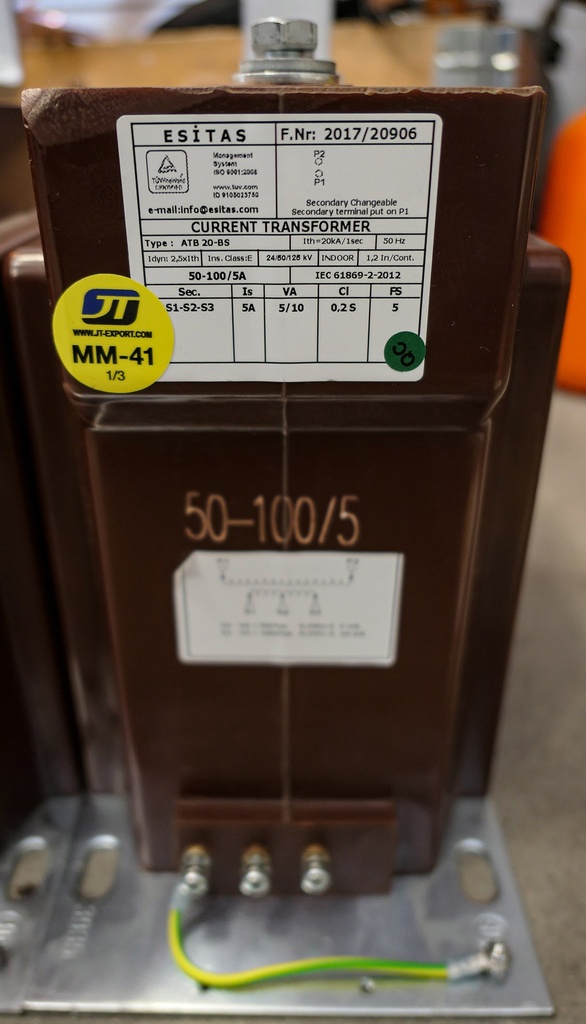 ESİTAS F.Nr: 2017/20906
Management
System
ISO 9001:2008
www.tuv.com
ID 9105025750
e-mail:info@esitas.com
P2
P1
Secondary Changeable
Secondary terminal put on P1
CURRENT TRANSFORMER
Type : ATB 20-BS Ith=20kA/1sec 50 Hz
Idyn: 2,5xIth Ins. Class:E 24/50/125 kV INDOOR 1,2 In/Cont.
50-100/5A IEC 61869-2-2012
Sec. Is VA Cl FS
S1-S2-S3 5A 5/10 0,2S 5
JT
WWW.JT-EXPORT.COM
MM-41
1/3
QC
50-100/5